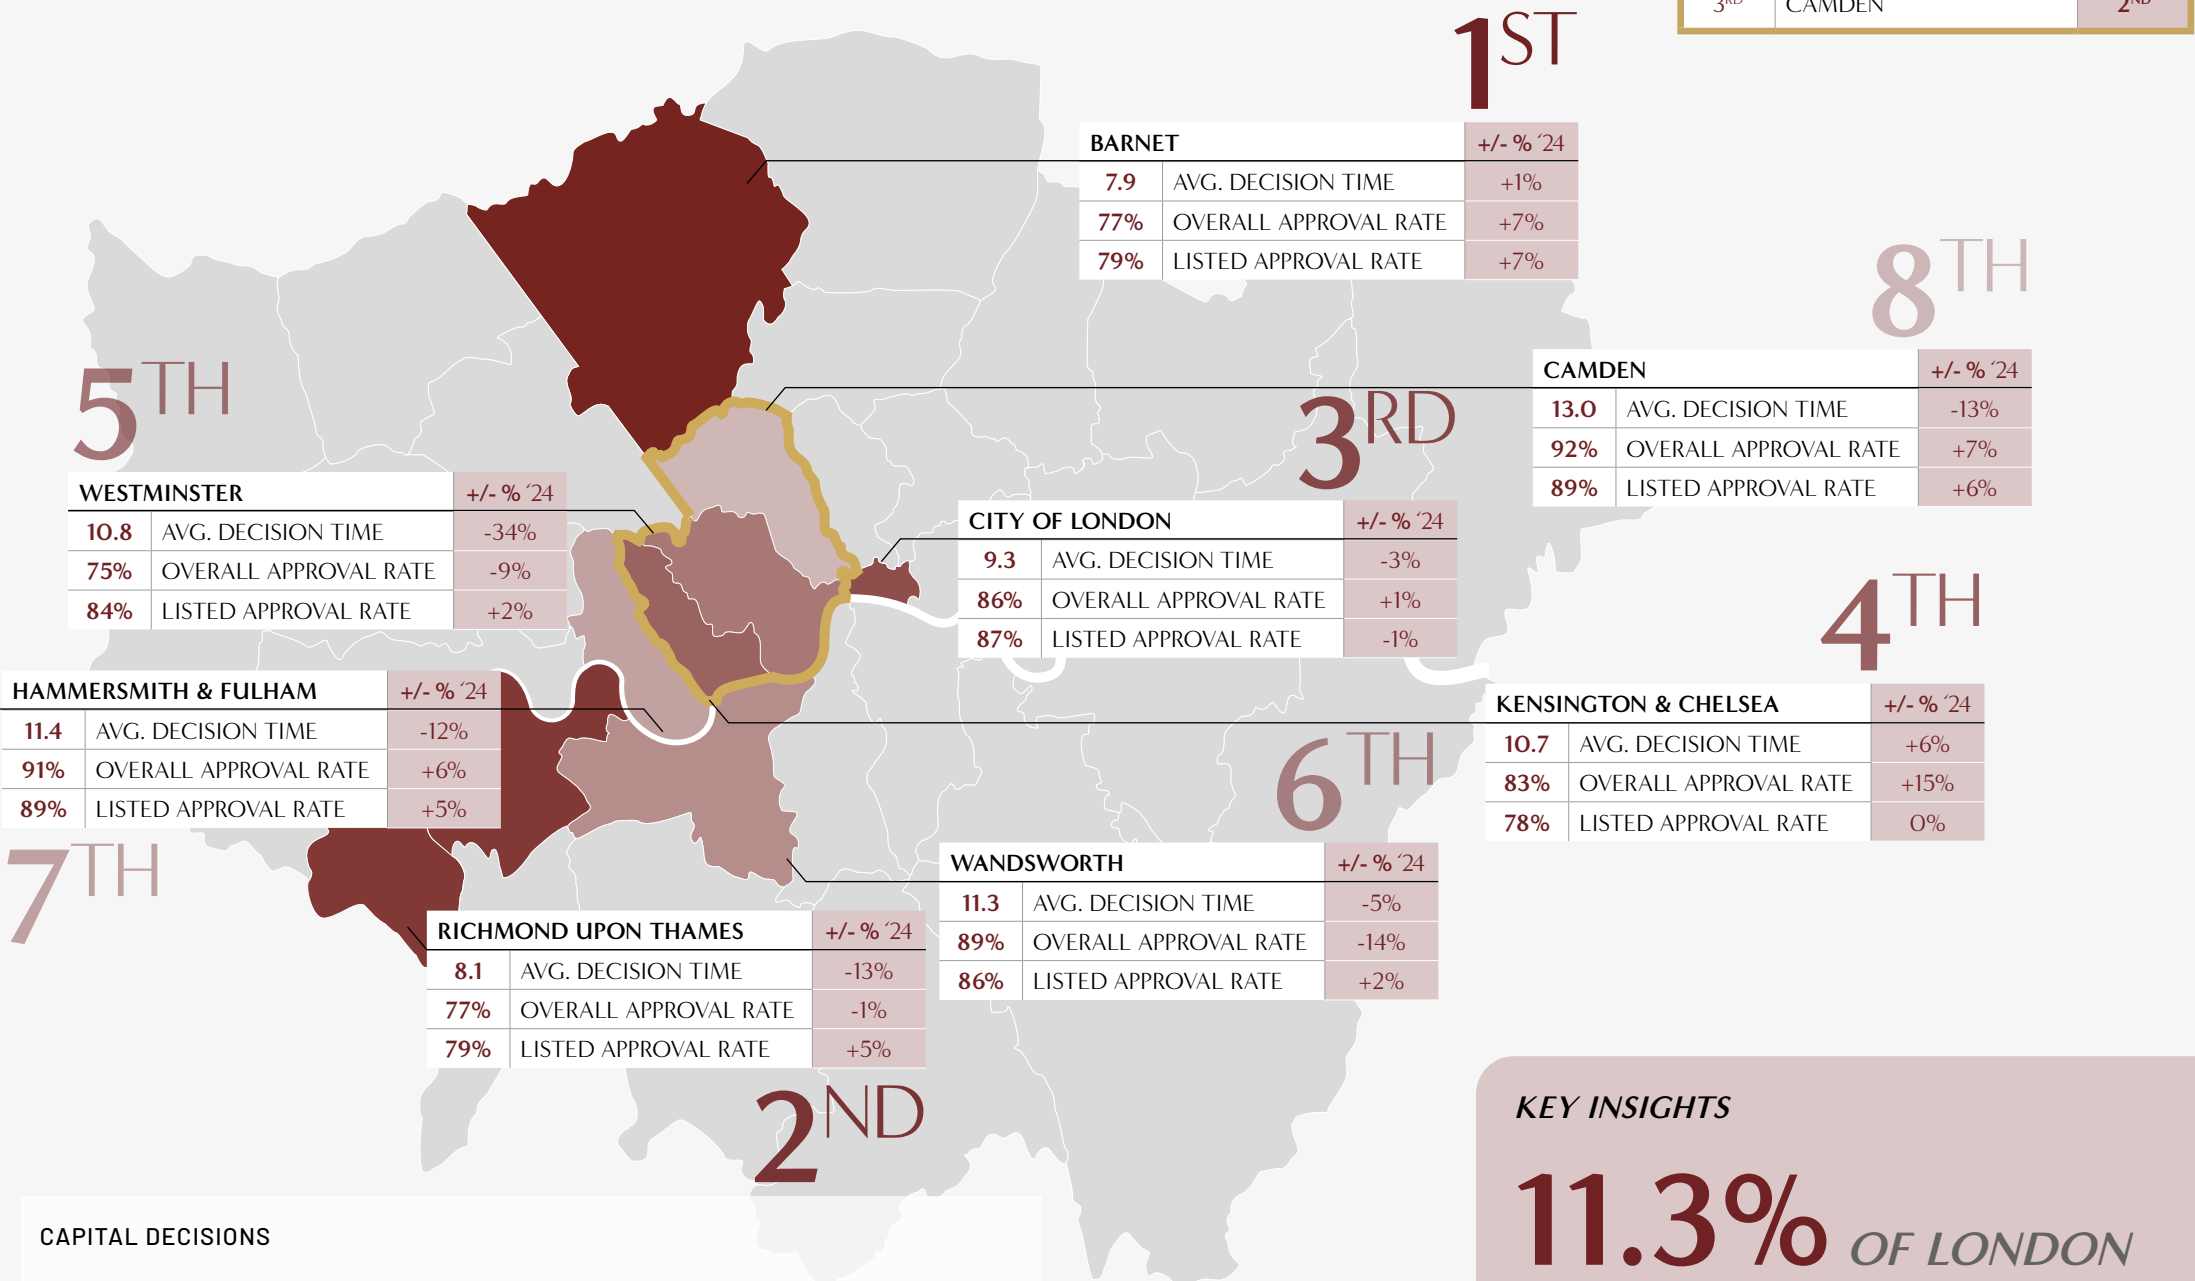 3RD CAMDEN 2ND
1ST
BARNET +/- % ‘24
7.9 AVG. DECISION TIME +1%
77% OVERALL APPROVAL RATE +7%
79% LISTED APPROVAL RATE +7%
8TH
CAMDEN +/- % ‘24
13.0 AVG. DECISION TIME -13%
92% OVERALL APPROVAL RATE +7%
89% LISTED APPROVAL RATE +6%
5TH
WESTMINSTER +/- % ‘24
10.8 AVG. DECISION TIME -34%
75% OVERALL APPROVAL RATE -9%
84% LISTED APPROVAL RATE +2%
3RD
CITY OF LONDON +/- % ‘24
9.3 AVG. DECISION TIME -3%
86% OVERALL APPROVAL RATE +1%
87% LISTED APPROVAL RATE -1%
4TH
KENSINGTON & CHELSEA +/- % ‘24
10.7 AVG. DECISION TIME +6%
83% OVERALL APPROVAL RATE +15%
78% LISTED APPROVAL RATE 0%
HAMMERSMITH & FULHAM +/- % ‘24
11.4 AVG. DECISION TIME -12%
91% OVERALL APPROVAL RATE +6%
89% LISTED APPROVAL RATE +5%
7TH
6TH
WANDSWORTH +/- % ‘24
11.3 AVG. DECISION TIME -5%
89% OVERALL APPROVAL RATE -14%
86% LISTED APPROVAL RATE +2%
RICHMOND UPON THAMES +/- % ‘24
8.1 AVG. DECISION TIME -13%
77% OVERALL APPROVAL RATE -1%
79% LISTED APPROVAL RATE +5%
2ND
CAPITAL DECISIONS
KEY INSIGHTS
11.3% OF LONDON